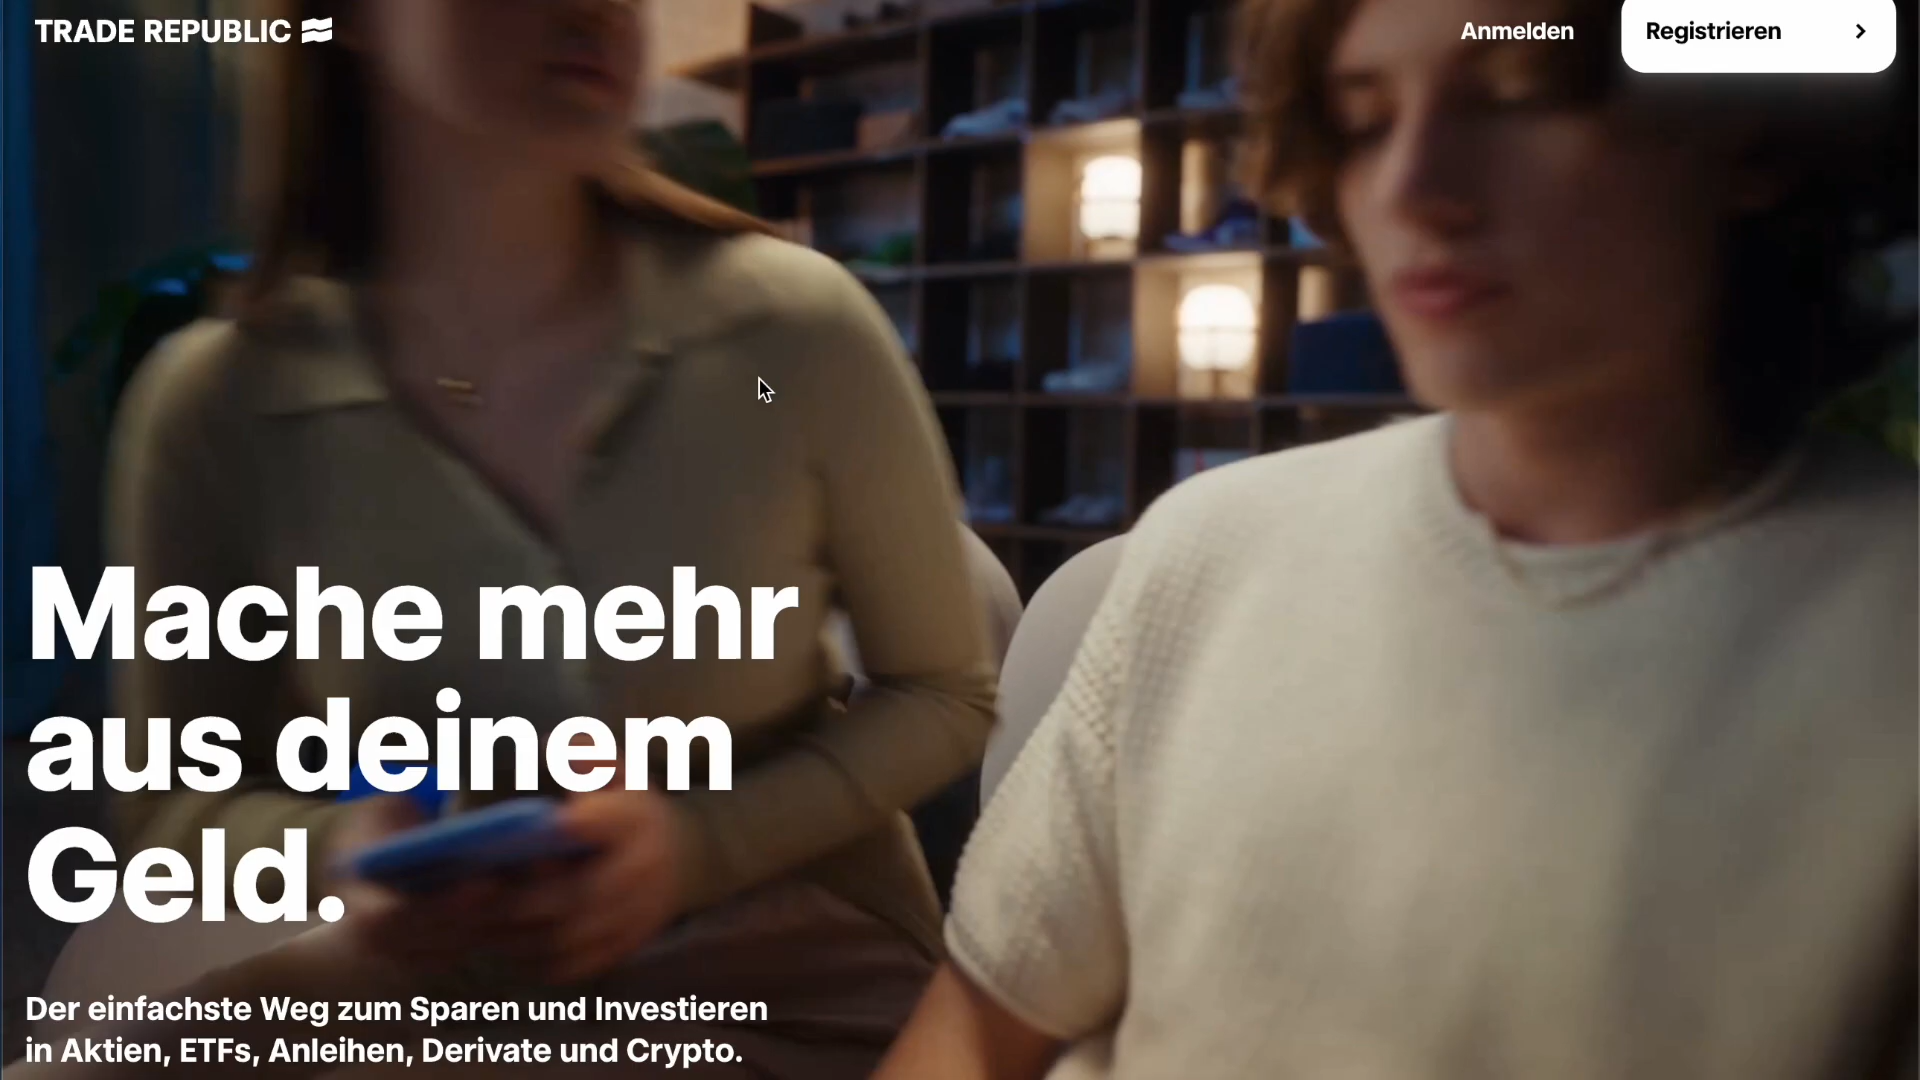 TRADE REPUBLIC
Anmelden
Registrieren
Mache mehr
aus deinem
Geld.
Der einfachste Weg zum Sparen und Investieren
in Aktien, ETFs, Anleihen, Derivate und Crypto.